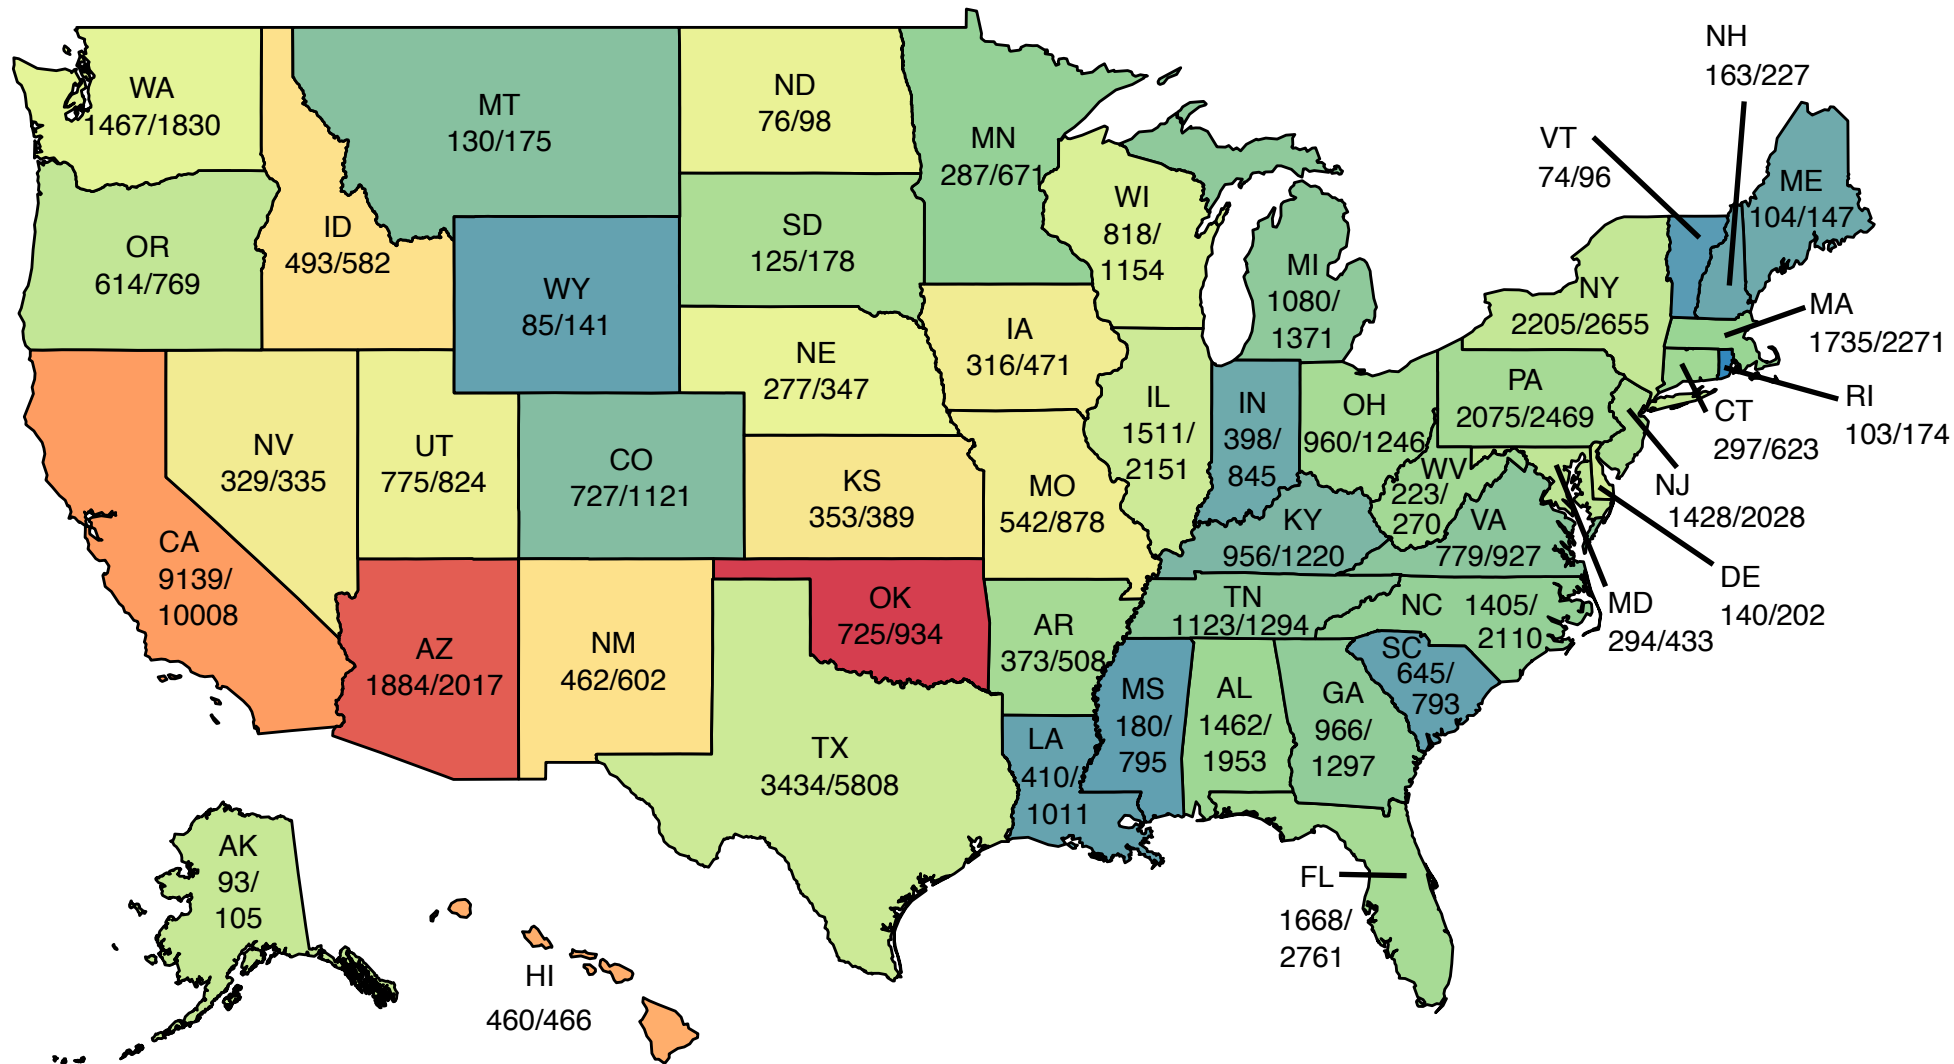 WA
1467/1830
OR
614/769
CA
9139/
10008
ID
493/582
NV
329/335
MT
130/175
WY
85/141
UT
775/824
CO
727/1121
AZ
1884/2017
NM
462/602
ND
76/98
SD
125/178
NE
277/347
KS
353/389
OK
725/934
TX
3434/5808
MN
287/671
IA
316/471
MO
542/878
AR
373/508
LA
410/
1011
WI
818/
1154
IL
1511/
2151
MI
1080/
1371
IN
398/
845
OH
960/1246
KY
956/1220
TN
1123/1294
MS
180/
795
AL
1462/
1953
GA
966/
1297
FL
1668/
2761
SC
645/
793
NC
1405/
2110
VA
779/927
WV
223/
270
PA
2075/2469
NY
2205/2655
VT
74/96
NH
163/227
ME
104/147
MA
1735/2271
RI
103/174
CT
297/623
NJ
1428/2028
DE
140/202
MD
294/433
AK
93/
105
HI
460/466